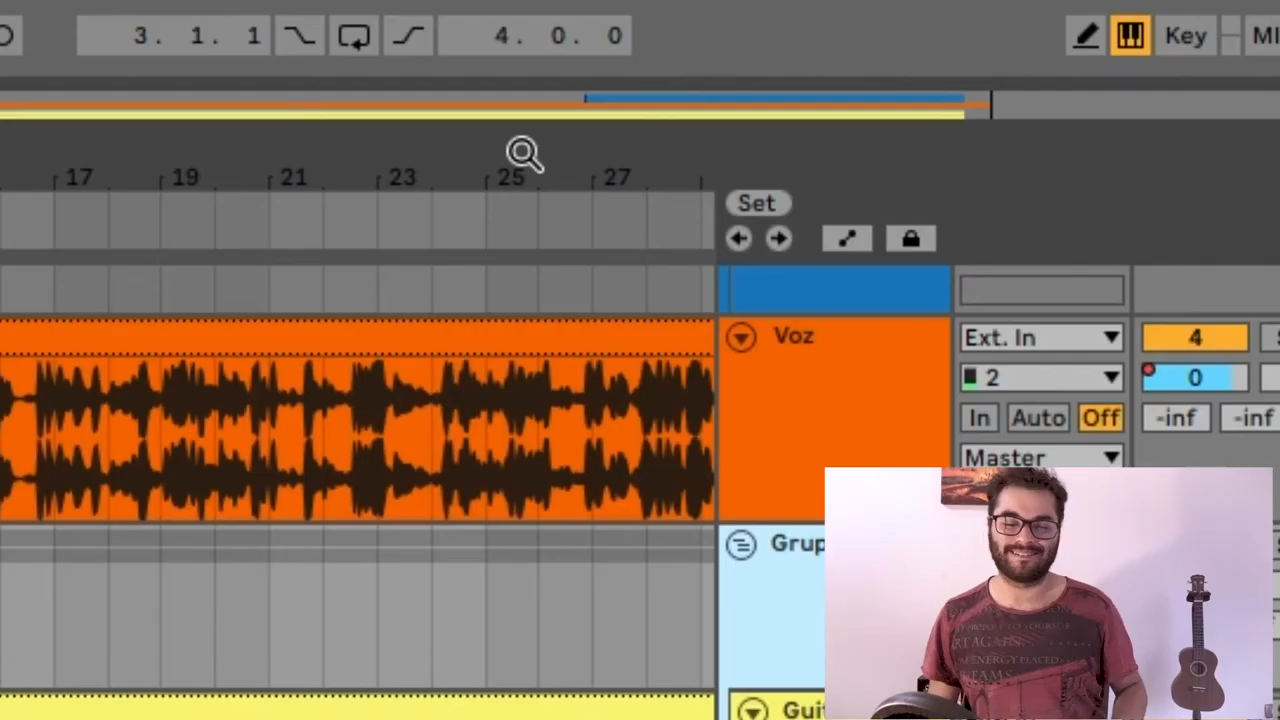 3. 1. 1
4. 0. 0
Key
17 19 21 23 25 27
Set
Voz
Ext. In
4
2
0
In Auto Off
-inf
-inf
Master
Grup
Gui